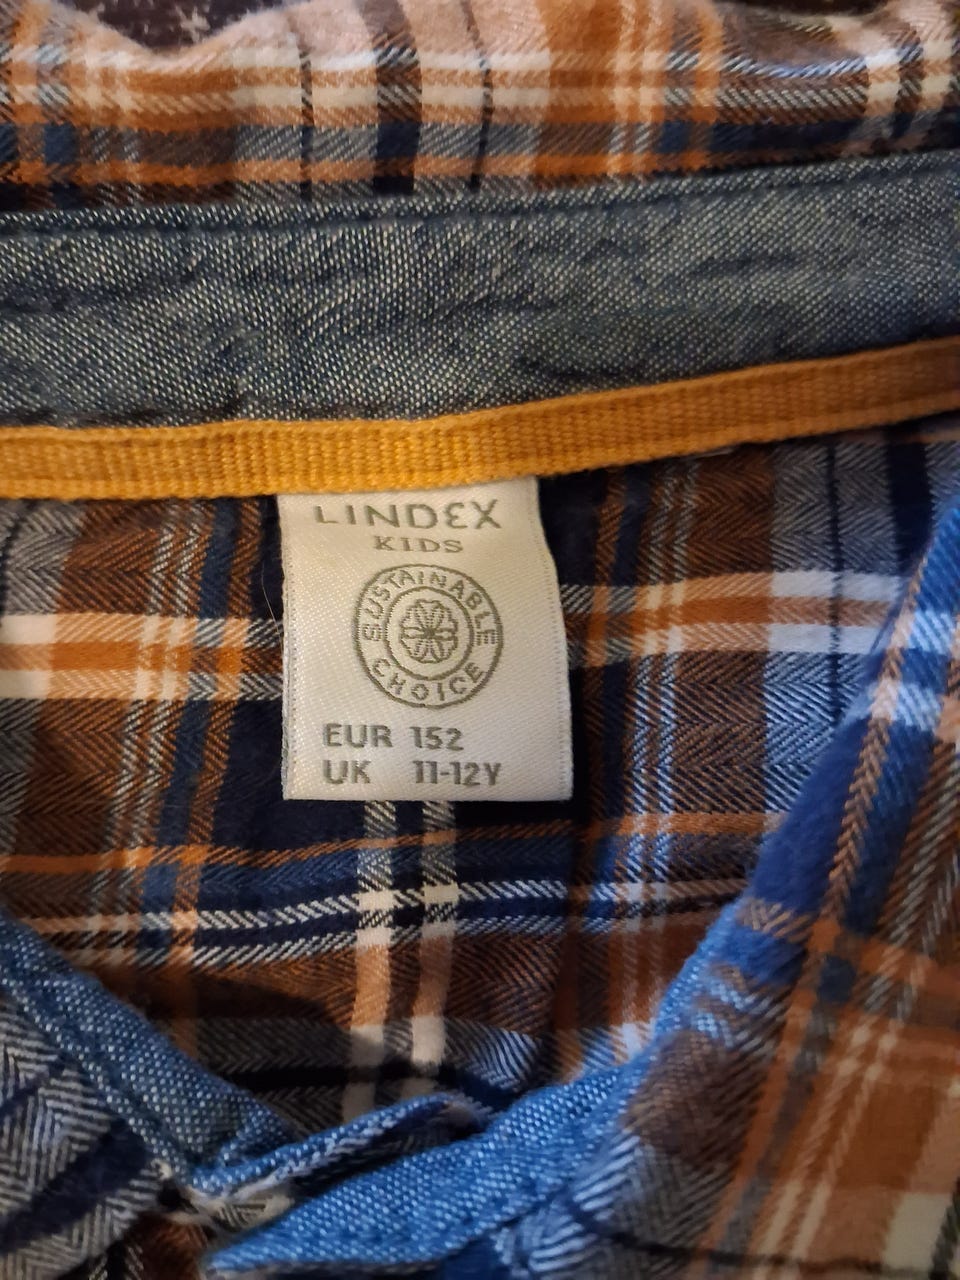 LINDEX
KIDS
SUSTAINABLE
CHOICE
EUR 152
UK 11-12Y